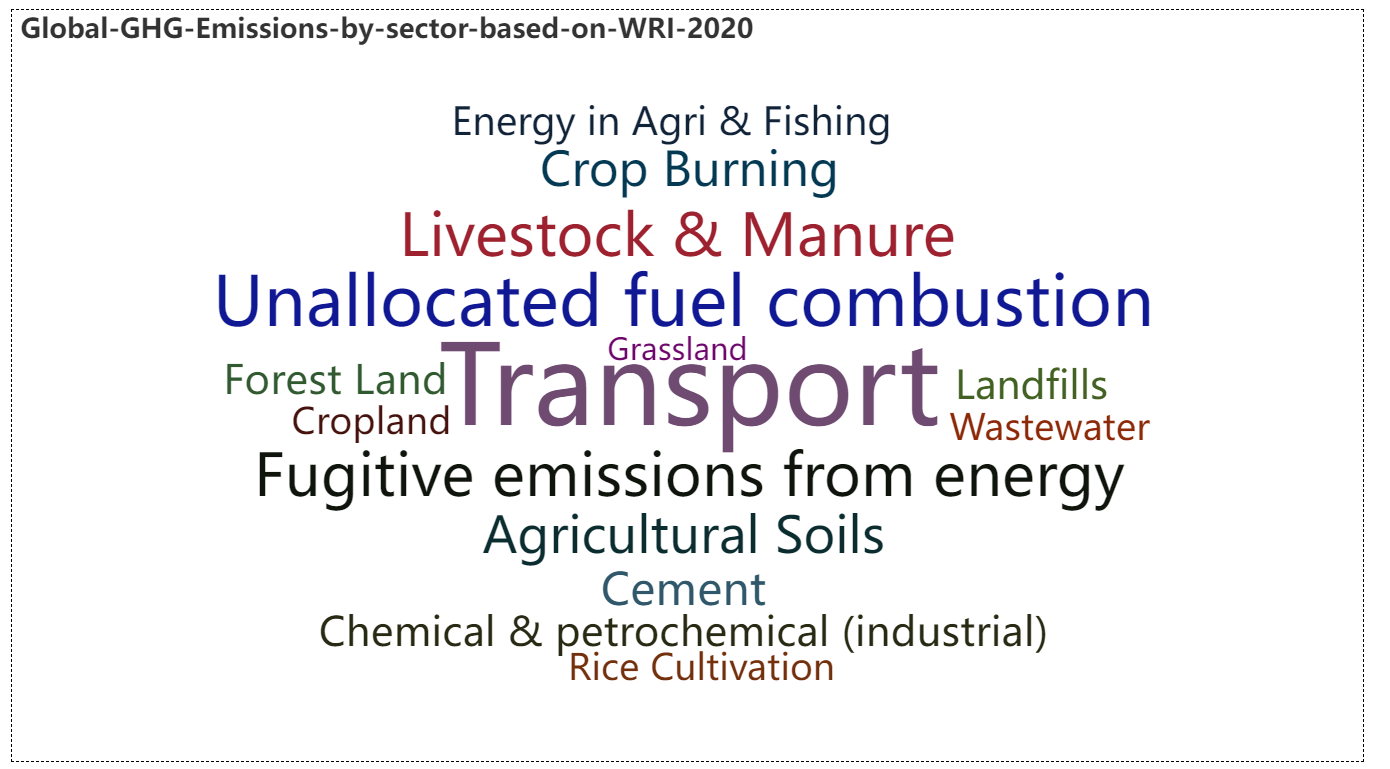 Global-GHG-Emissions-by-sector-based-on-WRI-2020
Energy in Agri & Fishing
Crop Burning
Livestock & Manure
Unallocated fuel combustion
Grassland
Transport
Forest Land
Landfills
Cropland
Wastewater
Fugitive emissions from energy
Agricultural Soils
Cement
Chemical & petrochemical (industrial)
Rice Cultivation